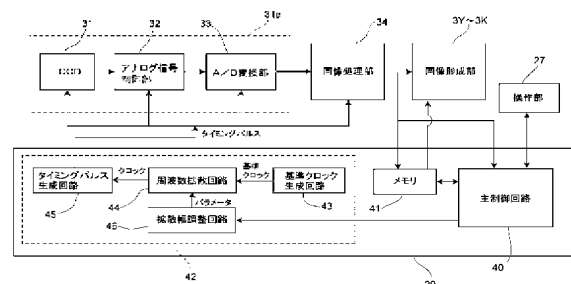 31
32
33
31e
34
3Y～3K
27
CCD
アナログ信号
制御部
A／D変換部
画像処理部
画像形成部
操作部
タイミングパルス
タイミングパルス
生成回路
クロック
周波数拡散回路
基準
クロック
基準クロック
生成回路
45
44
パラメータ
43
拡散幅調整回路
46
メモリ
41
主制御回路
40
42